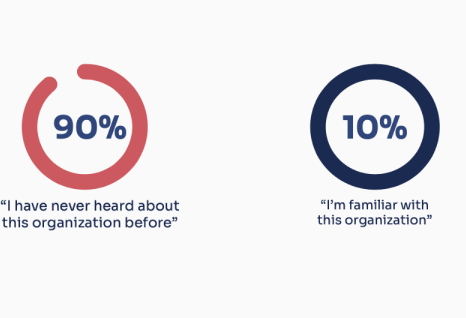 90%
“I have never heard about
this organization before”
10%
“I’m familiar with
this organization”